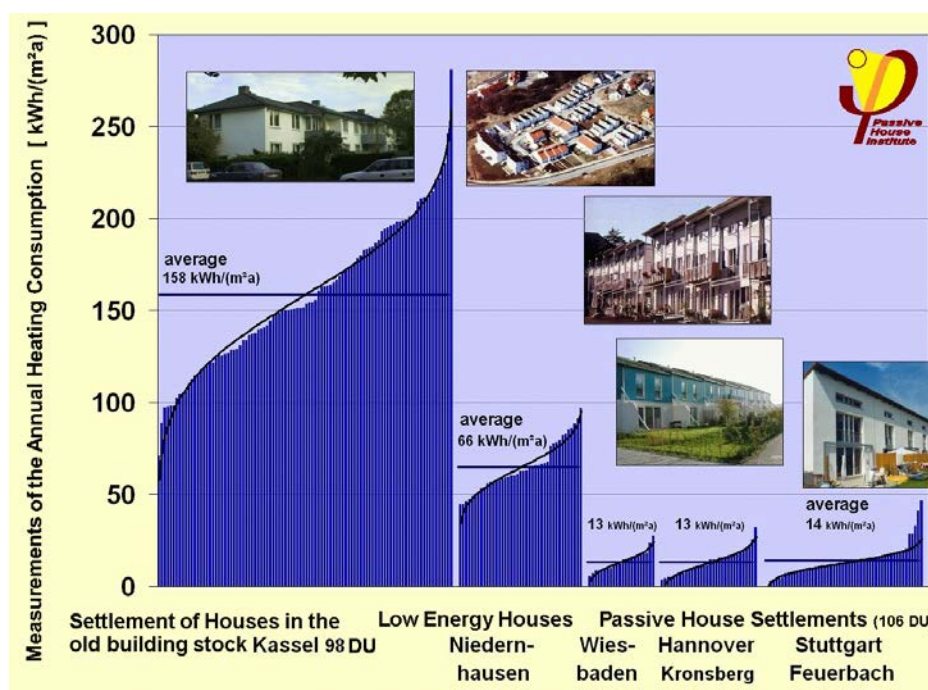 Measurements of the Annual Heating Consumption [ kWh/(m²a) ]
300
250
200
150
100
50
0
Passive
House
Institute
average
158 kWh/(m²a)
average
66 kWh/(m²a)
13 kWh/(m²a)
13 kWh/(m²a)
average
14 kWh/(m²a)
Settlement of Houses in the
old building stock Kassel 98 DU
Low Energy Houses
Niedern-
hausen
Passive House Settlements (106 DU
Wies-
baden
Hannover
Kronsberg
Stuttgart
Feuerbach